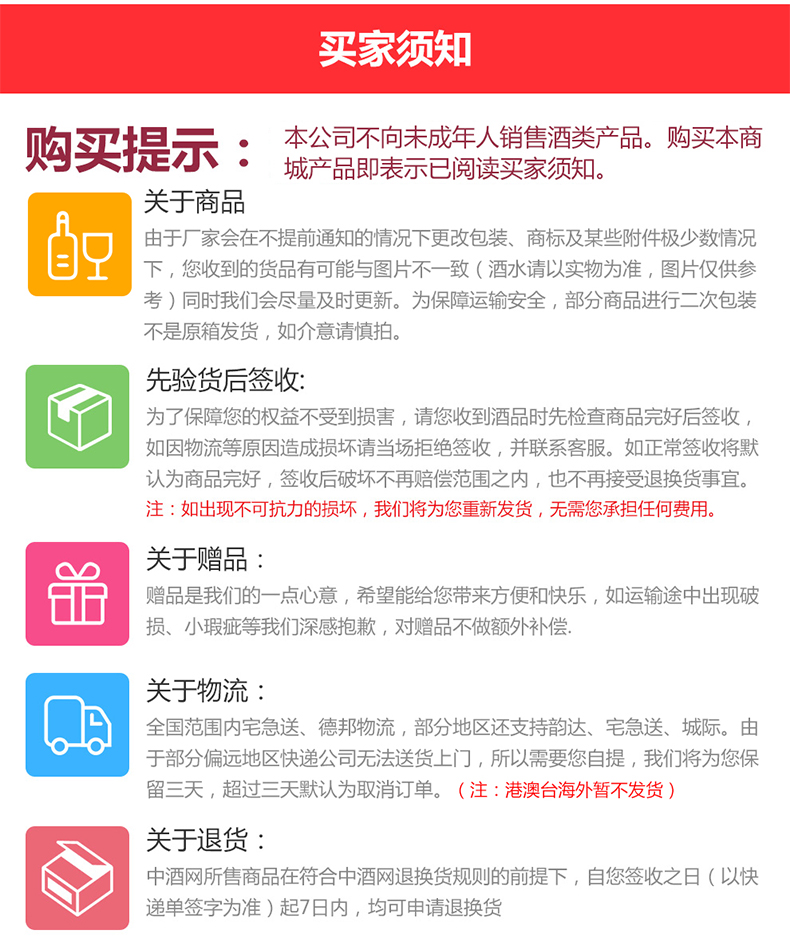 买家须知
购买提示：
本公司不向未成年人销售酒类产品。购买本商
城产品即表示已阅读买家须知。
关于商品
由于厂家会在不提前通知的情况下更改包装、商标及某些附件极少数情况
下，您收到的货品有可能与图片不一致（酒水请以实物为准，图片仅供参
考）同时我们会尽量及时更新。为保障运输安全，部分商品进行二次包装
不是原箱发货，如介意请慎拍。
先验货后签收:
为了保障您的权益不受到损害，请您收到酒品时先检查商品完好后签收，
如因物流等原因造成损坏请当场拒绝签收，并联系客服。如正常签收将默
认为商品完好，签收后破坏不再赔偿范围之内，也不再接受退换货事宜。
注：如出现不可抗力的损坏，我们将为您重新发货，无需您承担任何费用。
关于赠品：
赠品是我们的一点心意，希望能给您带来方便和快乐，如运输途中出现破
损、小瑕疵等我们深感抱歉，对赠品不做额外补偿.
关于物流：
全国范围内宅急送、德邦物流，部分地区还支持韵达、宅急送、城际。由
于部分偏远地区快递公司无法送货上门，所以需要您自提，我们将为您保
留三天，超过三天默认为取消订单。（注：港澳台海外暂不发货）
关于退货：
中酒网所售商品在符合中酒网退换货规则的前提下，自您签收之日（以快
递单签字为准）起7日内，均可申请退换货